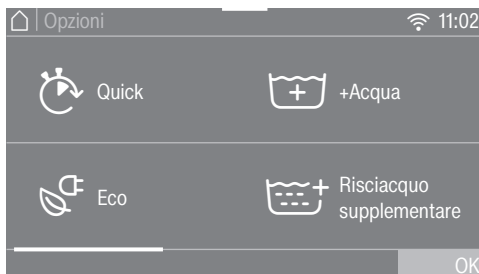 Opzioni 11:02
Quick
+Acqua
Eco
Risciacquo
supplementare
OK